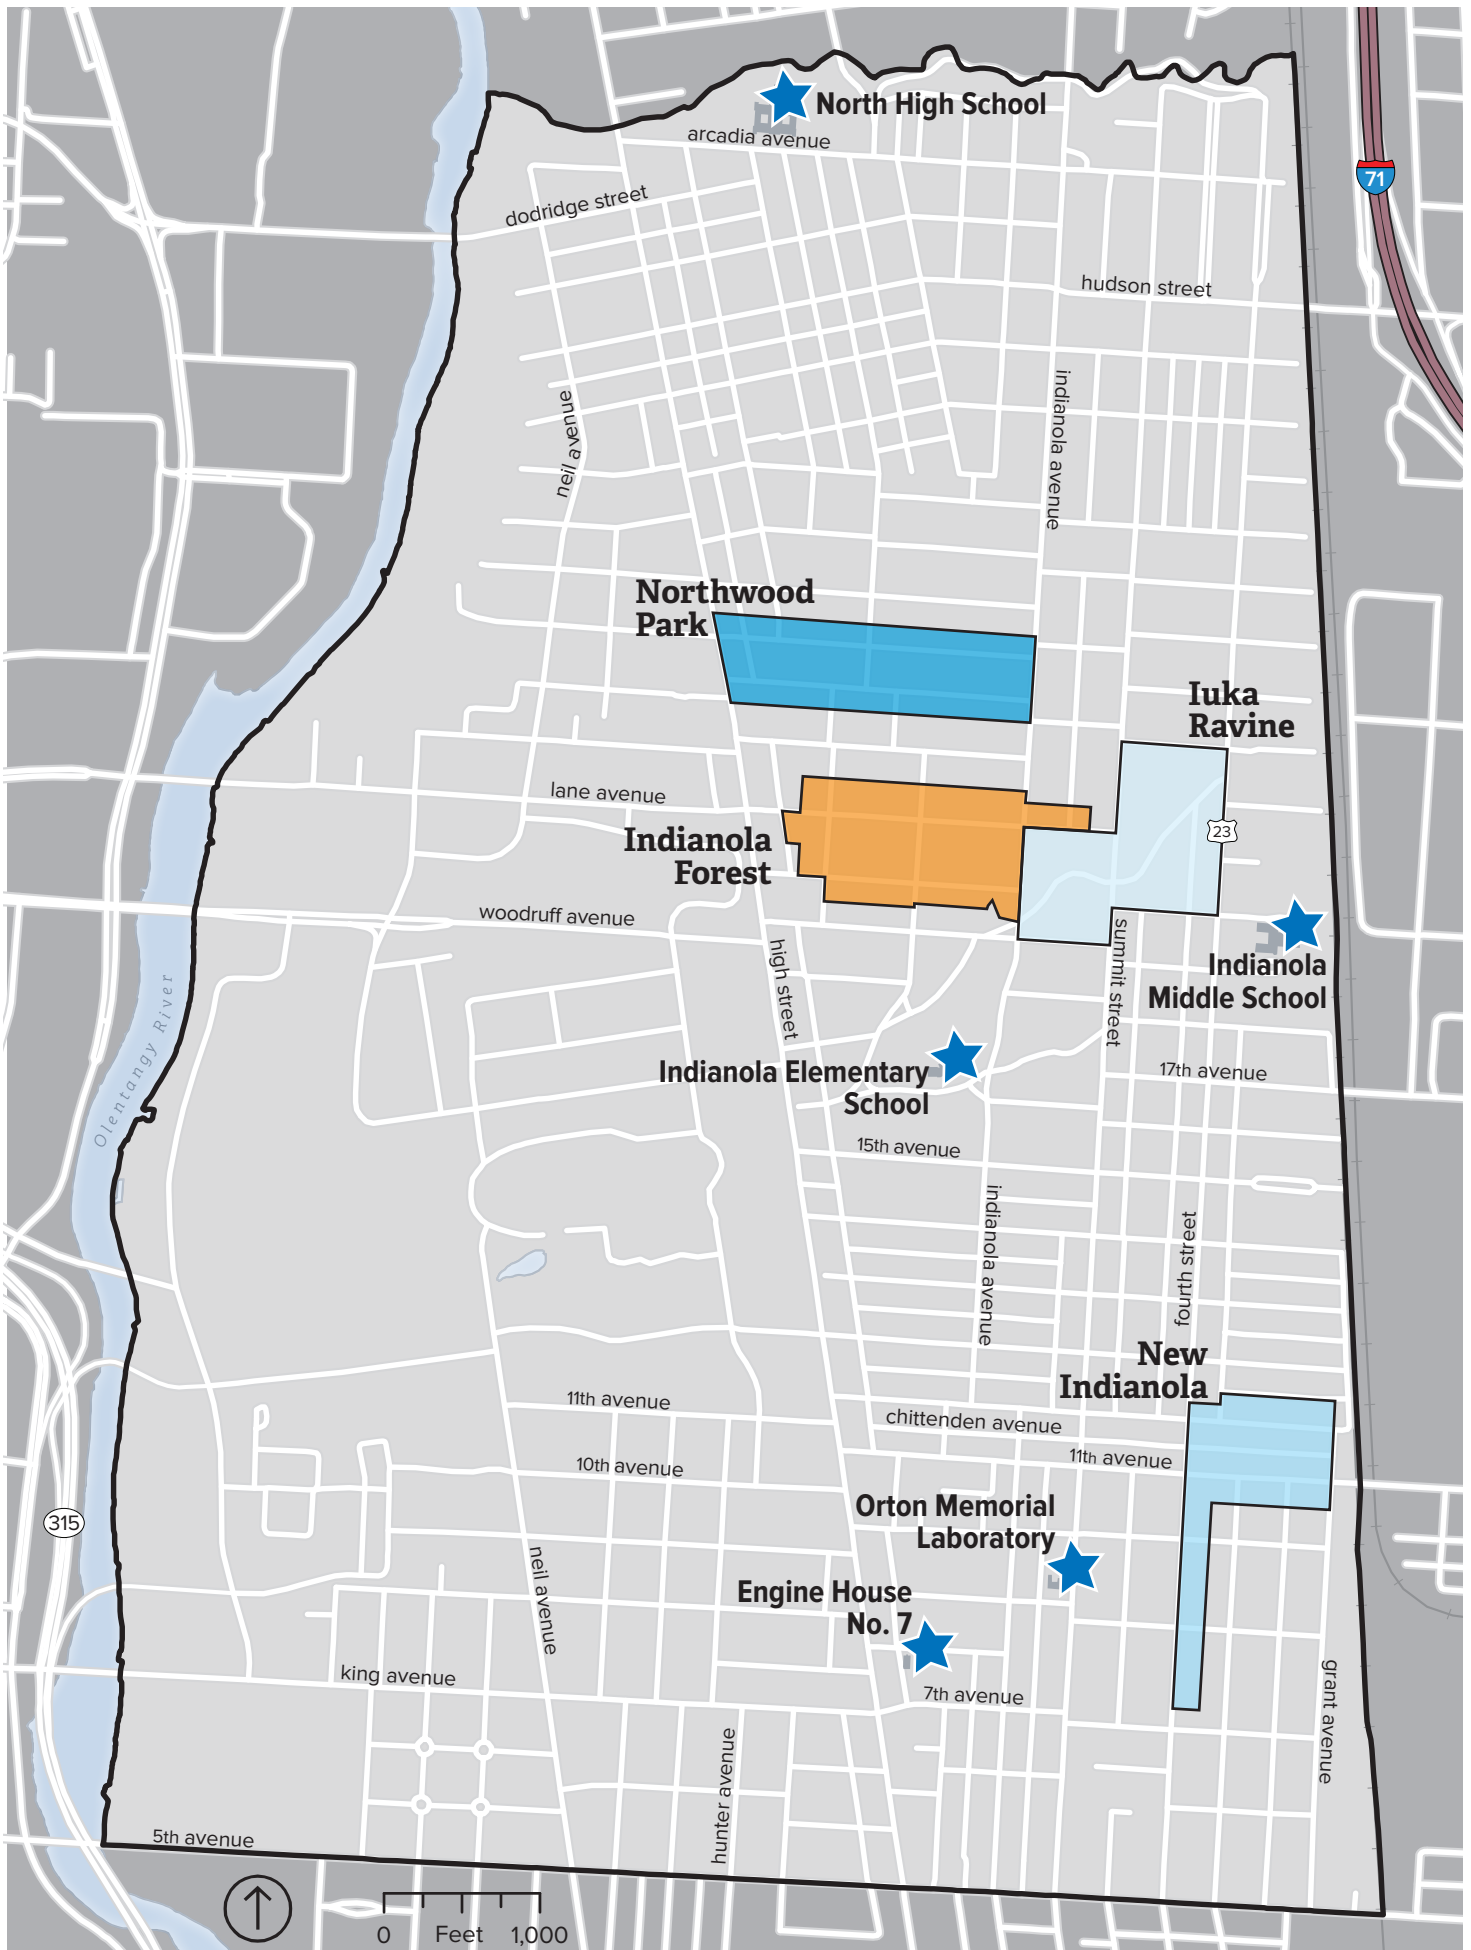 North High School
arcadia avenue
71
dodridge street
hudson street
indianola avenue
neil avenue
Northwood
Park
Iuka
Ravine
lane avenue
23
Indianola
Forest
woodruff avenue
high street
summit street
Indianola
Middle School
Olentangy River
Indianola Elementary
School
17th avenue
15th avenue
indianola avenue
fourth street
New
Indianola
11th avenue
chittenden avenue
11th avenue
10th avenue
Orton Memorial
Laboratory
315
neil avenue
Engine House
No. 7
king avenue
7th avenue
grant avenue
hunter avenue
5th avenue
0 Feet 1,000